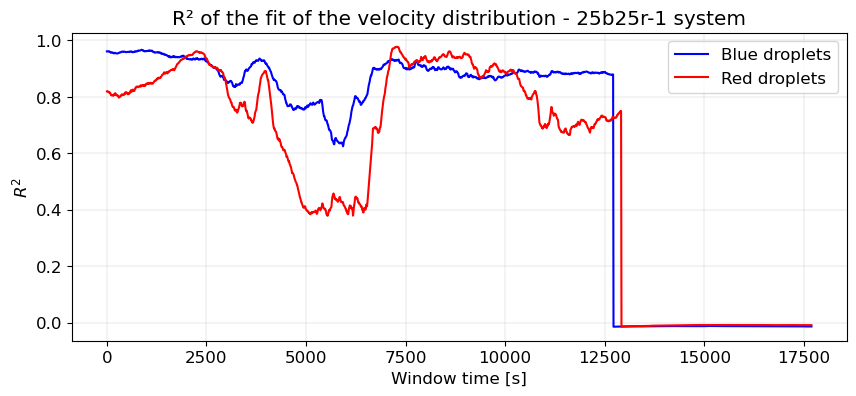 R² of the fit of the velocity distribution - 25b25r-1 system
1.0
0.8
0.6
0.4
0.2
0.0
R²
Blue droplets
Red droplets
0 2500 5000 7500 10000 12500 15000 17500
Window time [s]